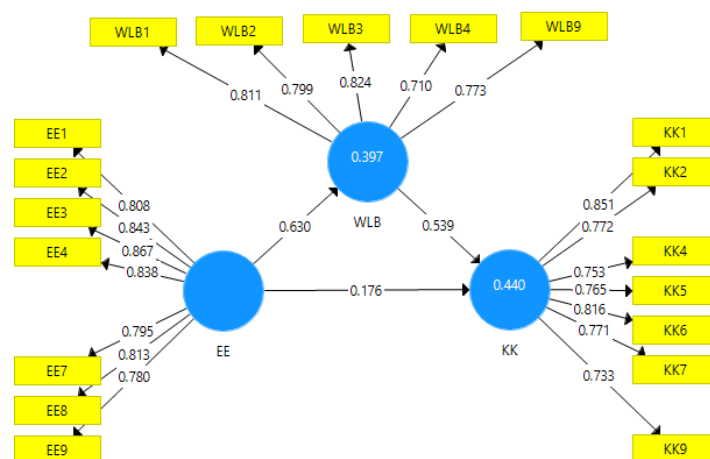 WLB1
WLB2
WLB3
WLB4
WLB9
0.811
0.799
0.824
0.710
0.773
EE1
EE2
EE3
EE4
0.808
0.843
0.867
0.838
0.397
WLB
KK1
KK2
0.851
0.772
0.630
0.539
EE
0.176
0.440
KK
KK4
KK5
KK6
KK7
0.753
0.765
0.816
0.771
0.733
KK9
0.795
0.813
0.780
EE7
EE8
EE9